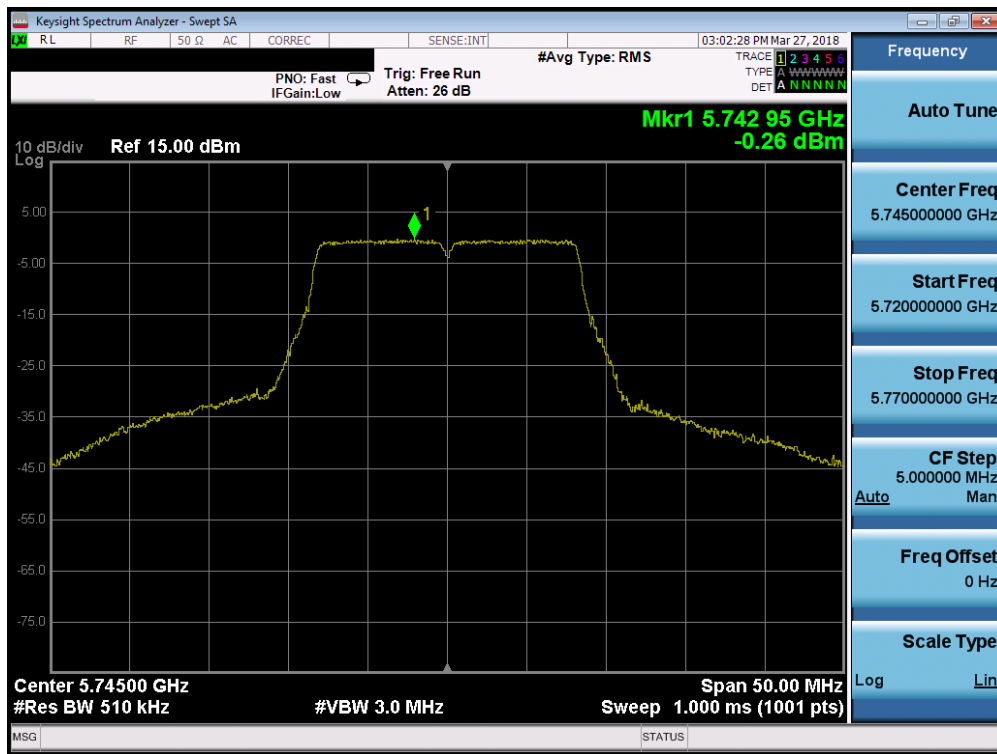 Keysight Spectrum Analyzer - Swept SA
LXI RL RF 50 Ω AC CORREC SENSE:INT 03:02:28 PM Mar 27, 2018
PNO: Fast
IFGain:Low
Trig: Free Run
Atten: 26 dB
#Avg Type: RMS
TRACE 1 2 3 4 5 6
TYPE A WWWWW
DET A N N N N N
Mkr1 5.742 95 GHz
-0.26 dBm
10 dB/div Ref 15.00 dBm
Log
1
5.00
-5.00
-15.0
-25.0
-35.0
-45.0
-55.0
-65.0
-75.0
Center 5.74500 GHz Span 50.00 MHz
#Res BW 510 kHz #VBW 3.0 MHz Sweep 1.000 ms (1001 pts)
MSG STATUS
Frequency
Auto Tune
Center Freq
5.745000000 GHz
Start Freq
5.720000000 GHz
Stop Freq
5.770000000 GHz
CF Step
5.000000 MHz
Auto Man
Freq Offset
0 Hz
Scale Type
Log Lin